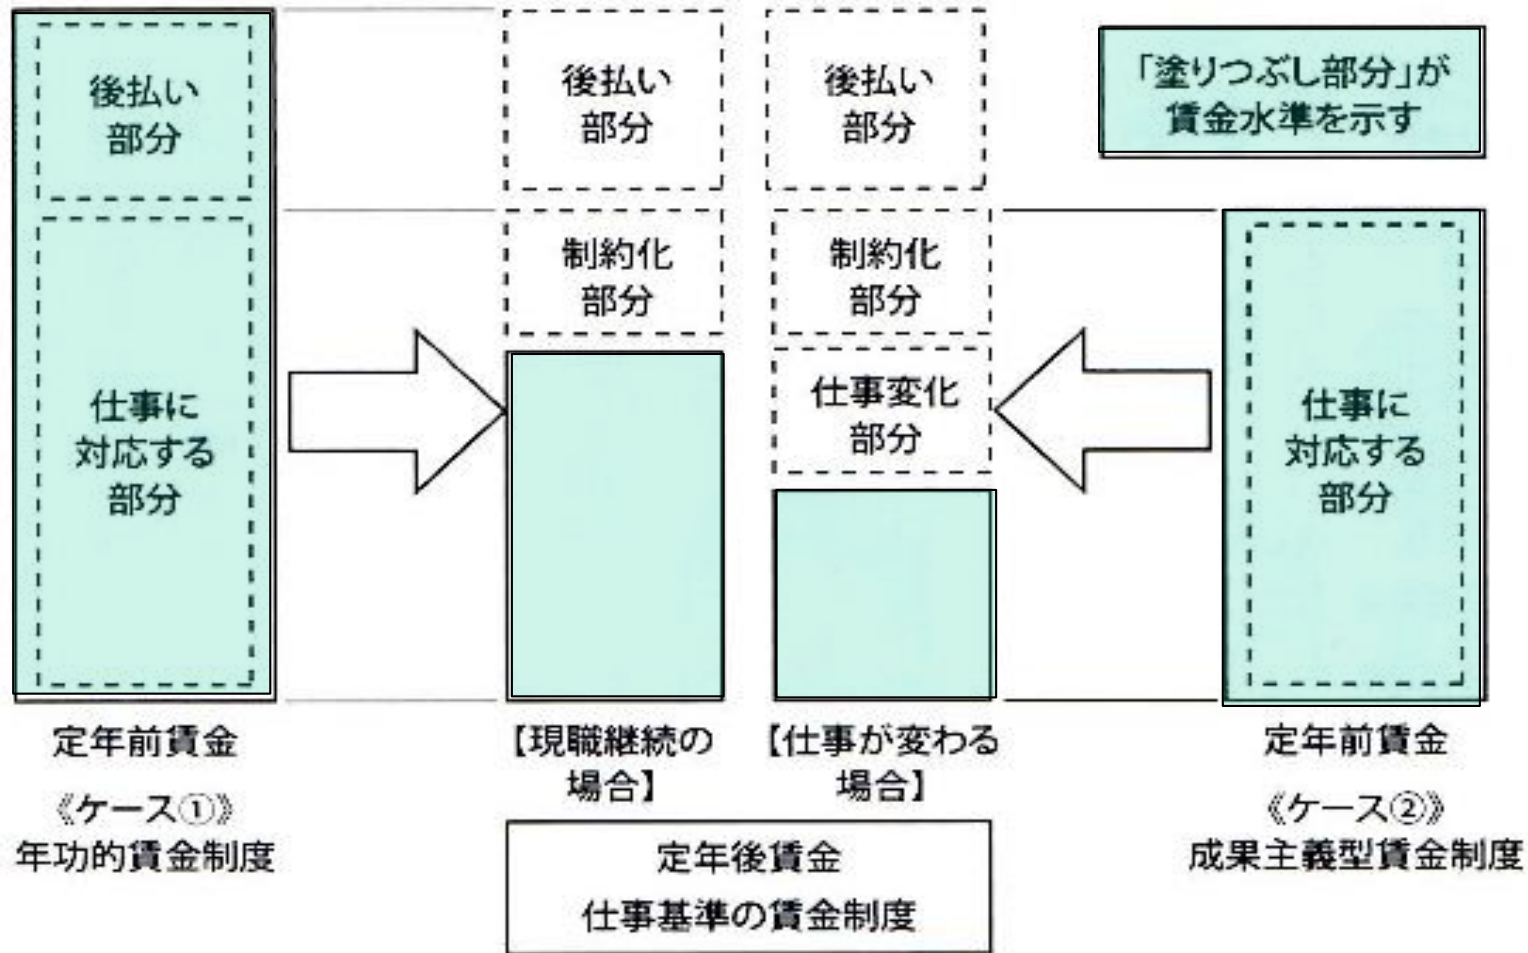 後払い
部分
仕事に
対応する
部分
定年前賃金
《ケース①》
年功的賃金制度
後払い
部分
制約化
部分
【現職継続の
場合】
後払い
部分
制約化
部分
仕事変化
部分
【仕事が変わる
場合】
定年後賃金
仕事基準の賃金制度
「塗りつぶし部分」が
賃金水準を示す
仕事に
対応する
部分
定年前賃金
《ケース②》
成果主義型賃金制度